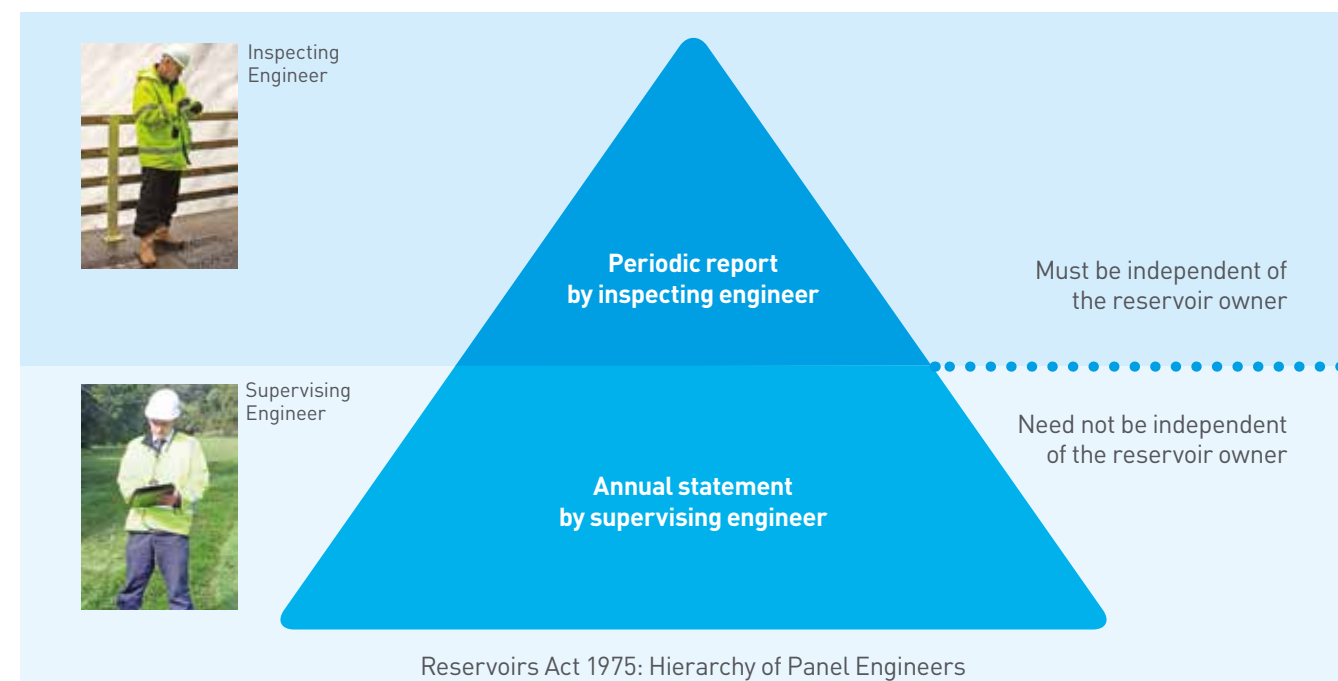 Inspecting
Engineer
Periodic report
by inspecting engineer
Must be independent of
the reservoir owner
Supervising
Engineer
Need not be independent
of the reservoir owner
Annual statement
by supervising engineer
Reservoirs Act 1975: Hierarchy of Panel Engineers